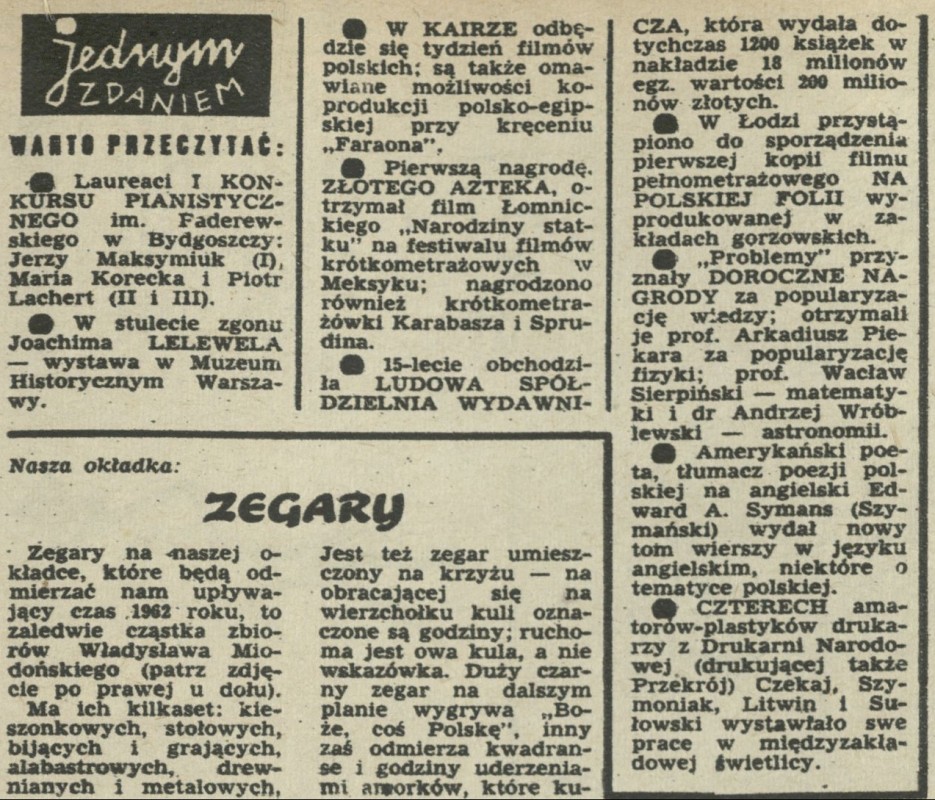 jednym
ZDANIEM
WARTO PRZECZYTAĆ:
● Laureaci I KON-
KURSU PIANISTYCZ-
NEGO im. Paderew-
skiego w Bydgoszczy:
Jerzy Maksymiuk (I),
Maria Korecka i Piotr
Lachert (II i III).
● W stulecie zgonu
Joachima LELEWELA
— wystawa w Muzeum
Historycznym Warsza-
wy.
● W KAIRZE odbę-
dzie się tydzień filmów
polskich; są także oma-
wiane możliwości ko-
produkcji polsko-egip-
skiej przy kręceniu
„Faraona”.
● Pierwszą nagrodę,
ZŁOTEGO AZTEKA, o-
trzymał film Łomnic-
kiego „Narodziny stat-
ku” na festiwalu filmów
krótkometrażowych w
Meksyku; nagrodzono
również krótkometra-
żówki Karabasza i Spru-
dina.
● 15-lecie obchodzi-
ła LUDOWA SPÓŁ-
DZIELNIA WYDAWNI-
CZA, która wydała do-
tychczas 1200 książek w
nakładzie 18 milionów
egz. wartości 200 milio-
nów złotych.
● W Łodzi przystą-
piono do sporządzenia
pierwszej kopii filmu
pełnometrażowego NA
POLSKIEJ FOLII wy-
produkowanej w za-
kładach gorzowskich.
● „Problemy” przy-
znały DOROCZNE NA-
GRODY za popularyza-
cję wiedzy; otrzymali
je prof. Arkadiusz Pie-
kara za popularyzację
fizyki; prof. Wacław
Sierpiński — matematy-
ki i dr Andrzej Wrób-
lewski — astronomii.
● Amerykański poe-
ta, tłumacz poezji pol-
skiej na angielski Ed-
ward A. Symans (Szy-
mański) wydał nowy
tom wierszy w języku
angielskim, niektóre o
tematyce polskiej.
● CZTERECH ama-
torów-plastyków druka-
rzy z Drukarni Narodo-
wej (drukującej także
Przekrój) Czekaj, Szy-
moniak, Litwin i Su-
łowski wystawiało swe
prace w międzyzakła-
dowej świetlicy.
Nasza okładka:
ZEGARY
Zegary na naszej o-
kładce, które będą od-
mierzać nam upływa-
jący czas 1962 roku, to
zaledwie cząstka zbio-
rów Władysława Mio-
dońskiego (patrz zdję-
cie po prawej u dołu).
Ma ich kilkaset: kie-
szonkowych, stołowych,
bijących i grających,
alabastrowych, drew-
nianych i metalowych,
Jest też zegar umiesz-
czony na krzyżu — na
obracającej się na
wierzchołku kuli ozna-
czone są godziny; rucho-
ma jest owa kula, a nie
wskazówka. Duży czar-
ny zegar na dalszym
planie wygrywa „Bo-
że, coś Polskę”, inny
zaś odmierza kwadran-
se i godziny uderzenia-
mi amorków, które ku-